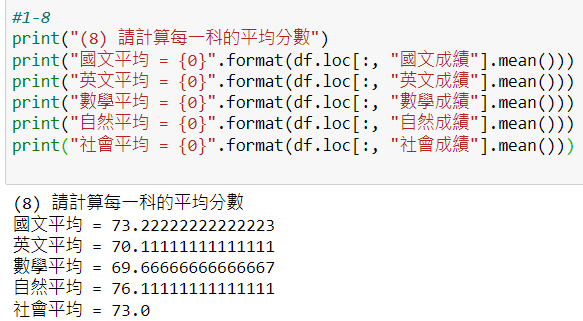 #1-8
print("(8) 請計算每一科的平均分數")
print("國文平均 = {0}".format(df.loc[:, "國文成績"].mean()))
print("英文平均 = {0}".format(df.loc[:, "英文成績"].mean()))
print("數學平均 = {0}".format(df.loc[:, "數學成績"].mean()))
print("自然平均 = {0}".format(df.loc[:, "自然成績"].mean()))
print("社會平均 = {0}".format(df.loc[:, "社會成績"].mean()))
(8) 請計算每一科的平均分數
國文平均 = 73.22222222222223
英文平均 = 70.11111111111111
數學平均 = 69.66666666666667
自然平均 = 76.11111111111111
社會平均 = 73.0